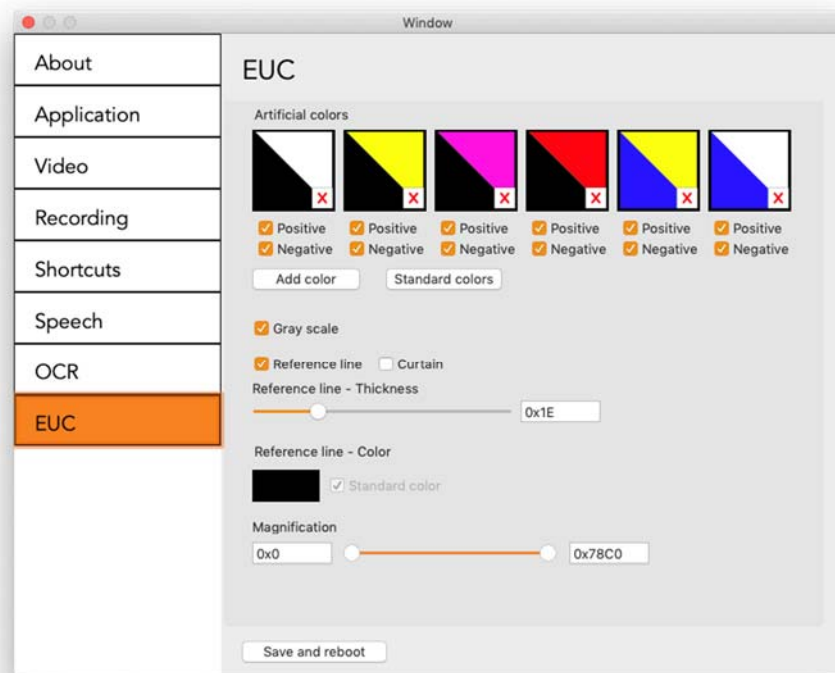 Window
About
Application
Video
Recording
Shortcuts
Speech
OCR
EUC
EUC
Artificial colors
X X X X X X
Positive Positive Positive Positive Positive Positive
Negative Negative Negative Negative Negative Negative
Add color Standard colors
Gray scale
Reference line Curtain
Reference line - Thickness
0x1E
Reference line - Color
Standard color
Magnification
0x0 0x78C0
Save and reboot